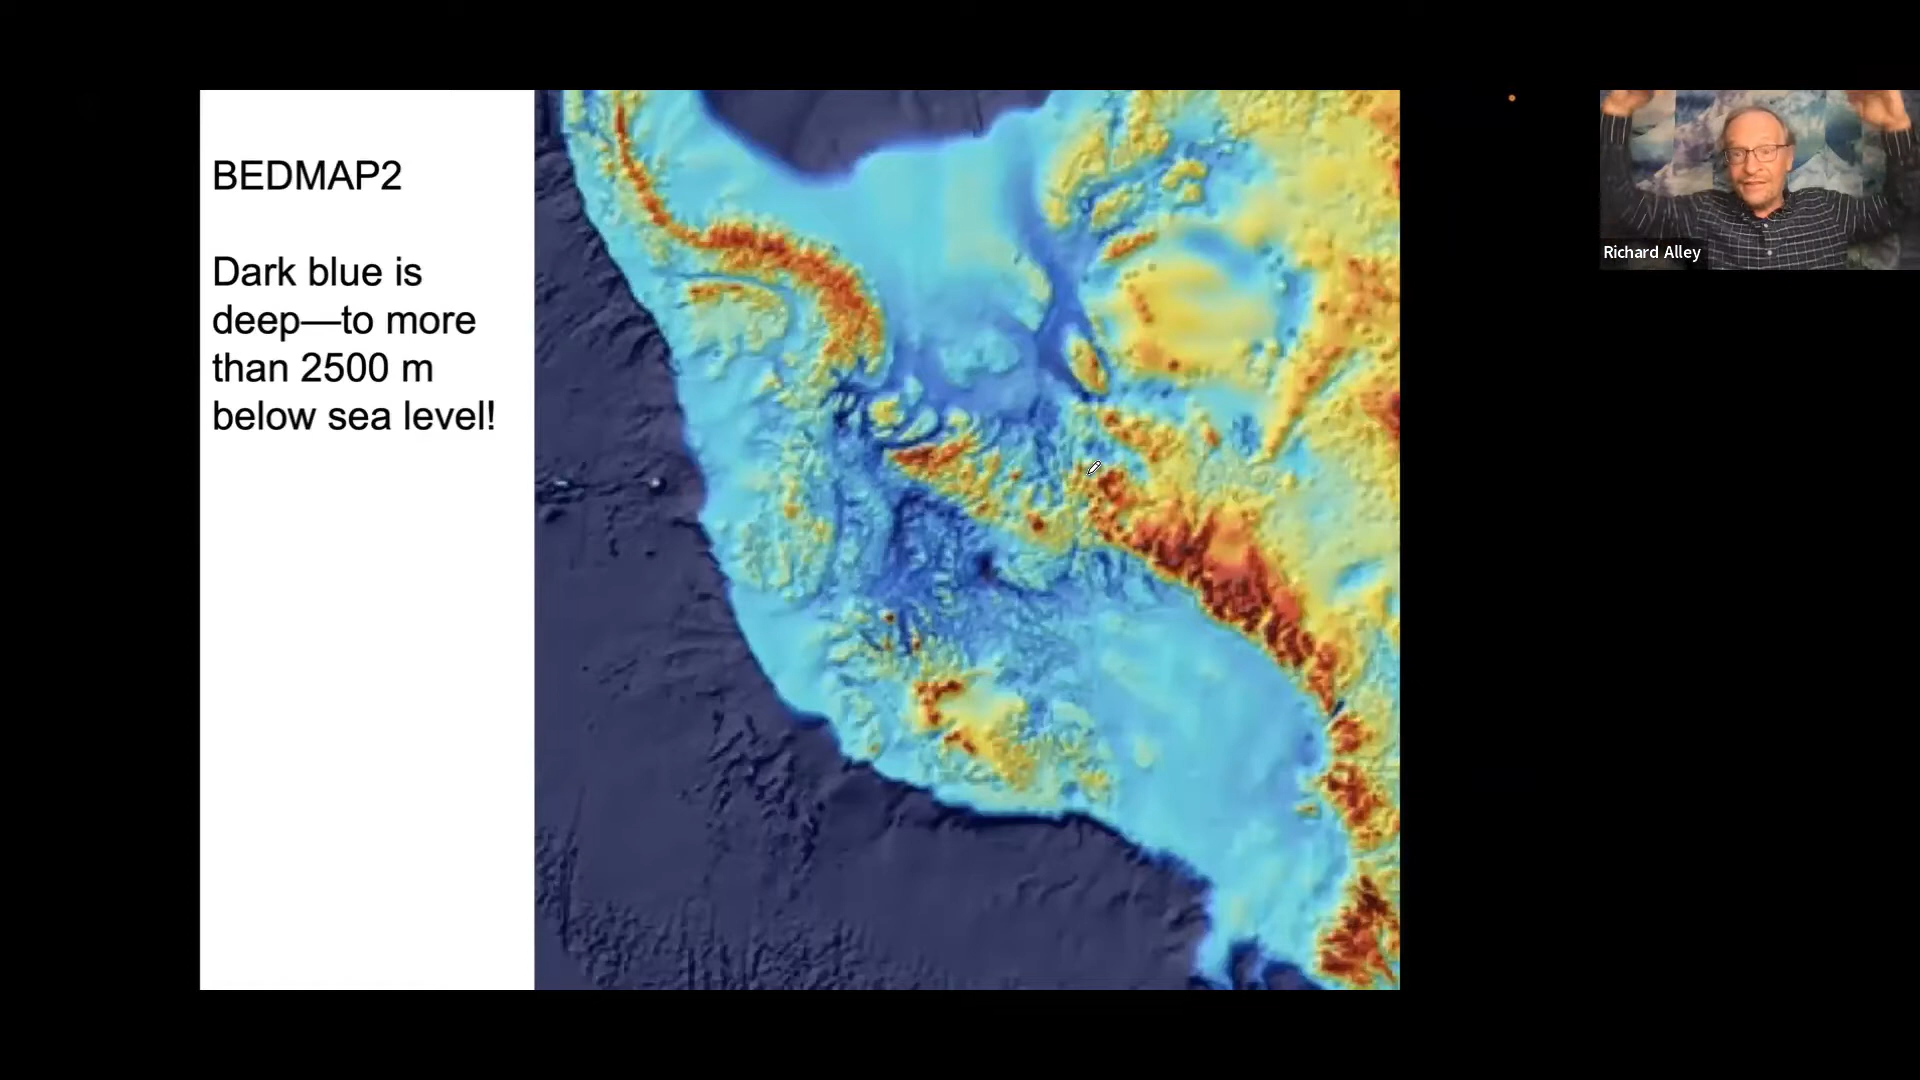 BEDMAP2
Dark blue is
deep—to more
than 2500 m
below sea level!
Richard Alley